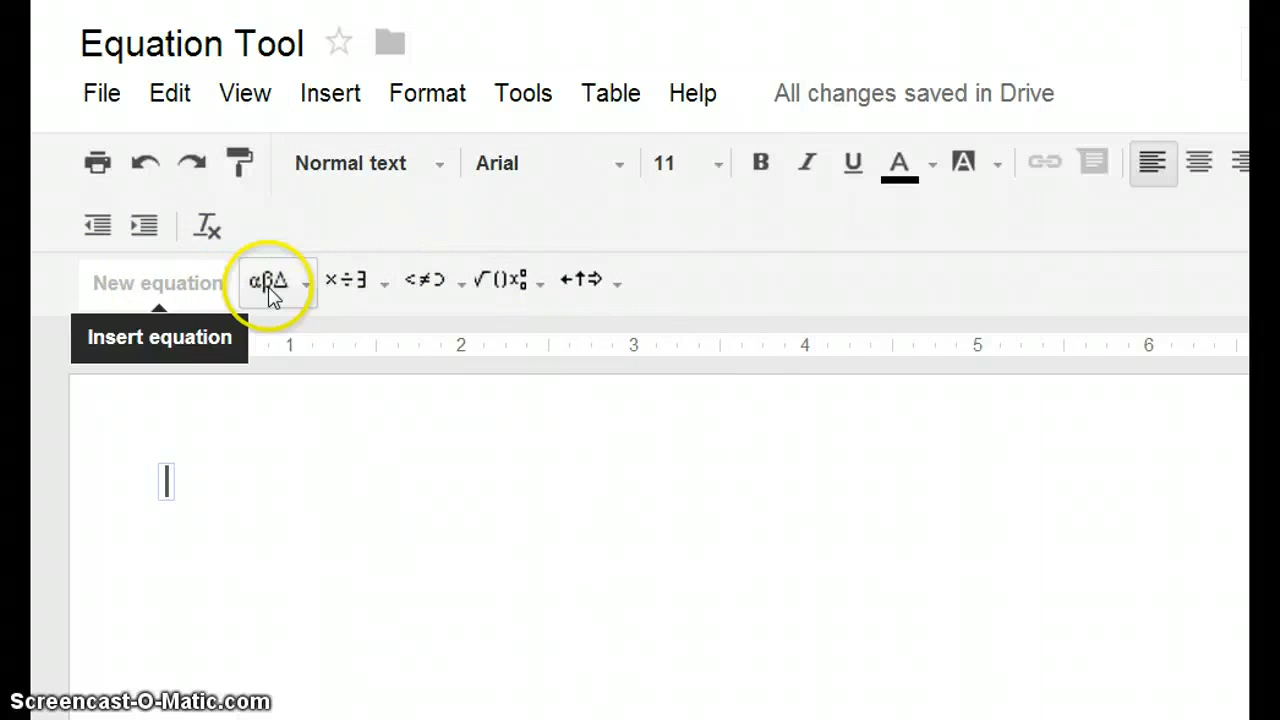 Equation Tool
File Edit View Insert Format Tools Table Help All changes saved in Drive
Normal text Arial 11 B I U A A
New equation αβΔ ×÷∃ <≠⊃ √()x ←↑⇒
Insert equation
1 2 3 4 5 6
Screencast-O-Matic.com